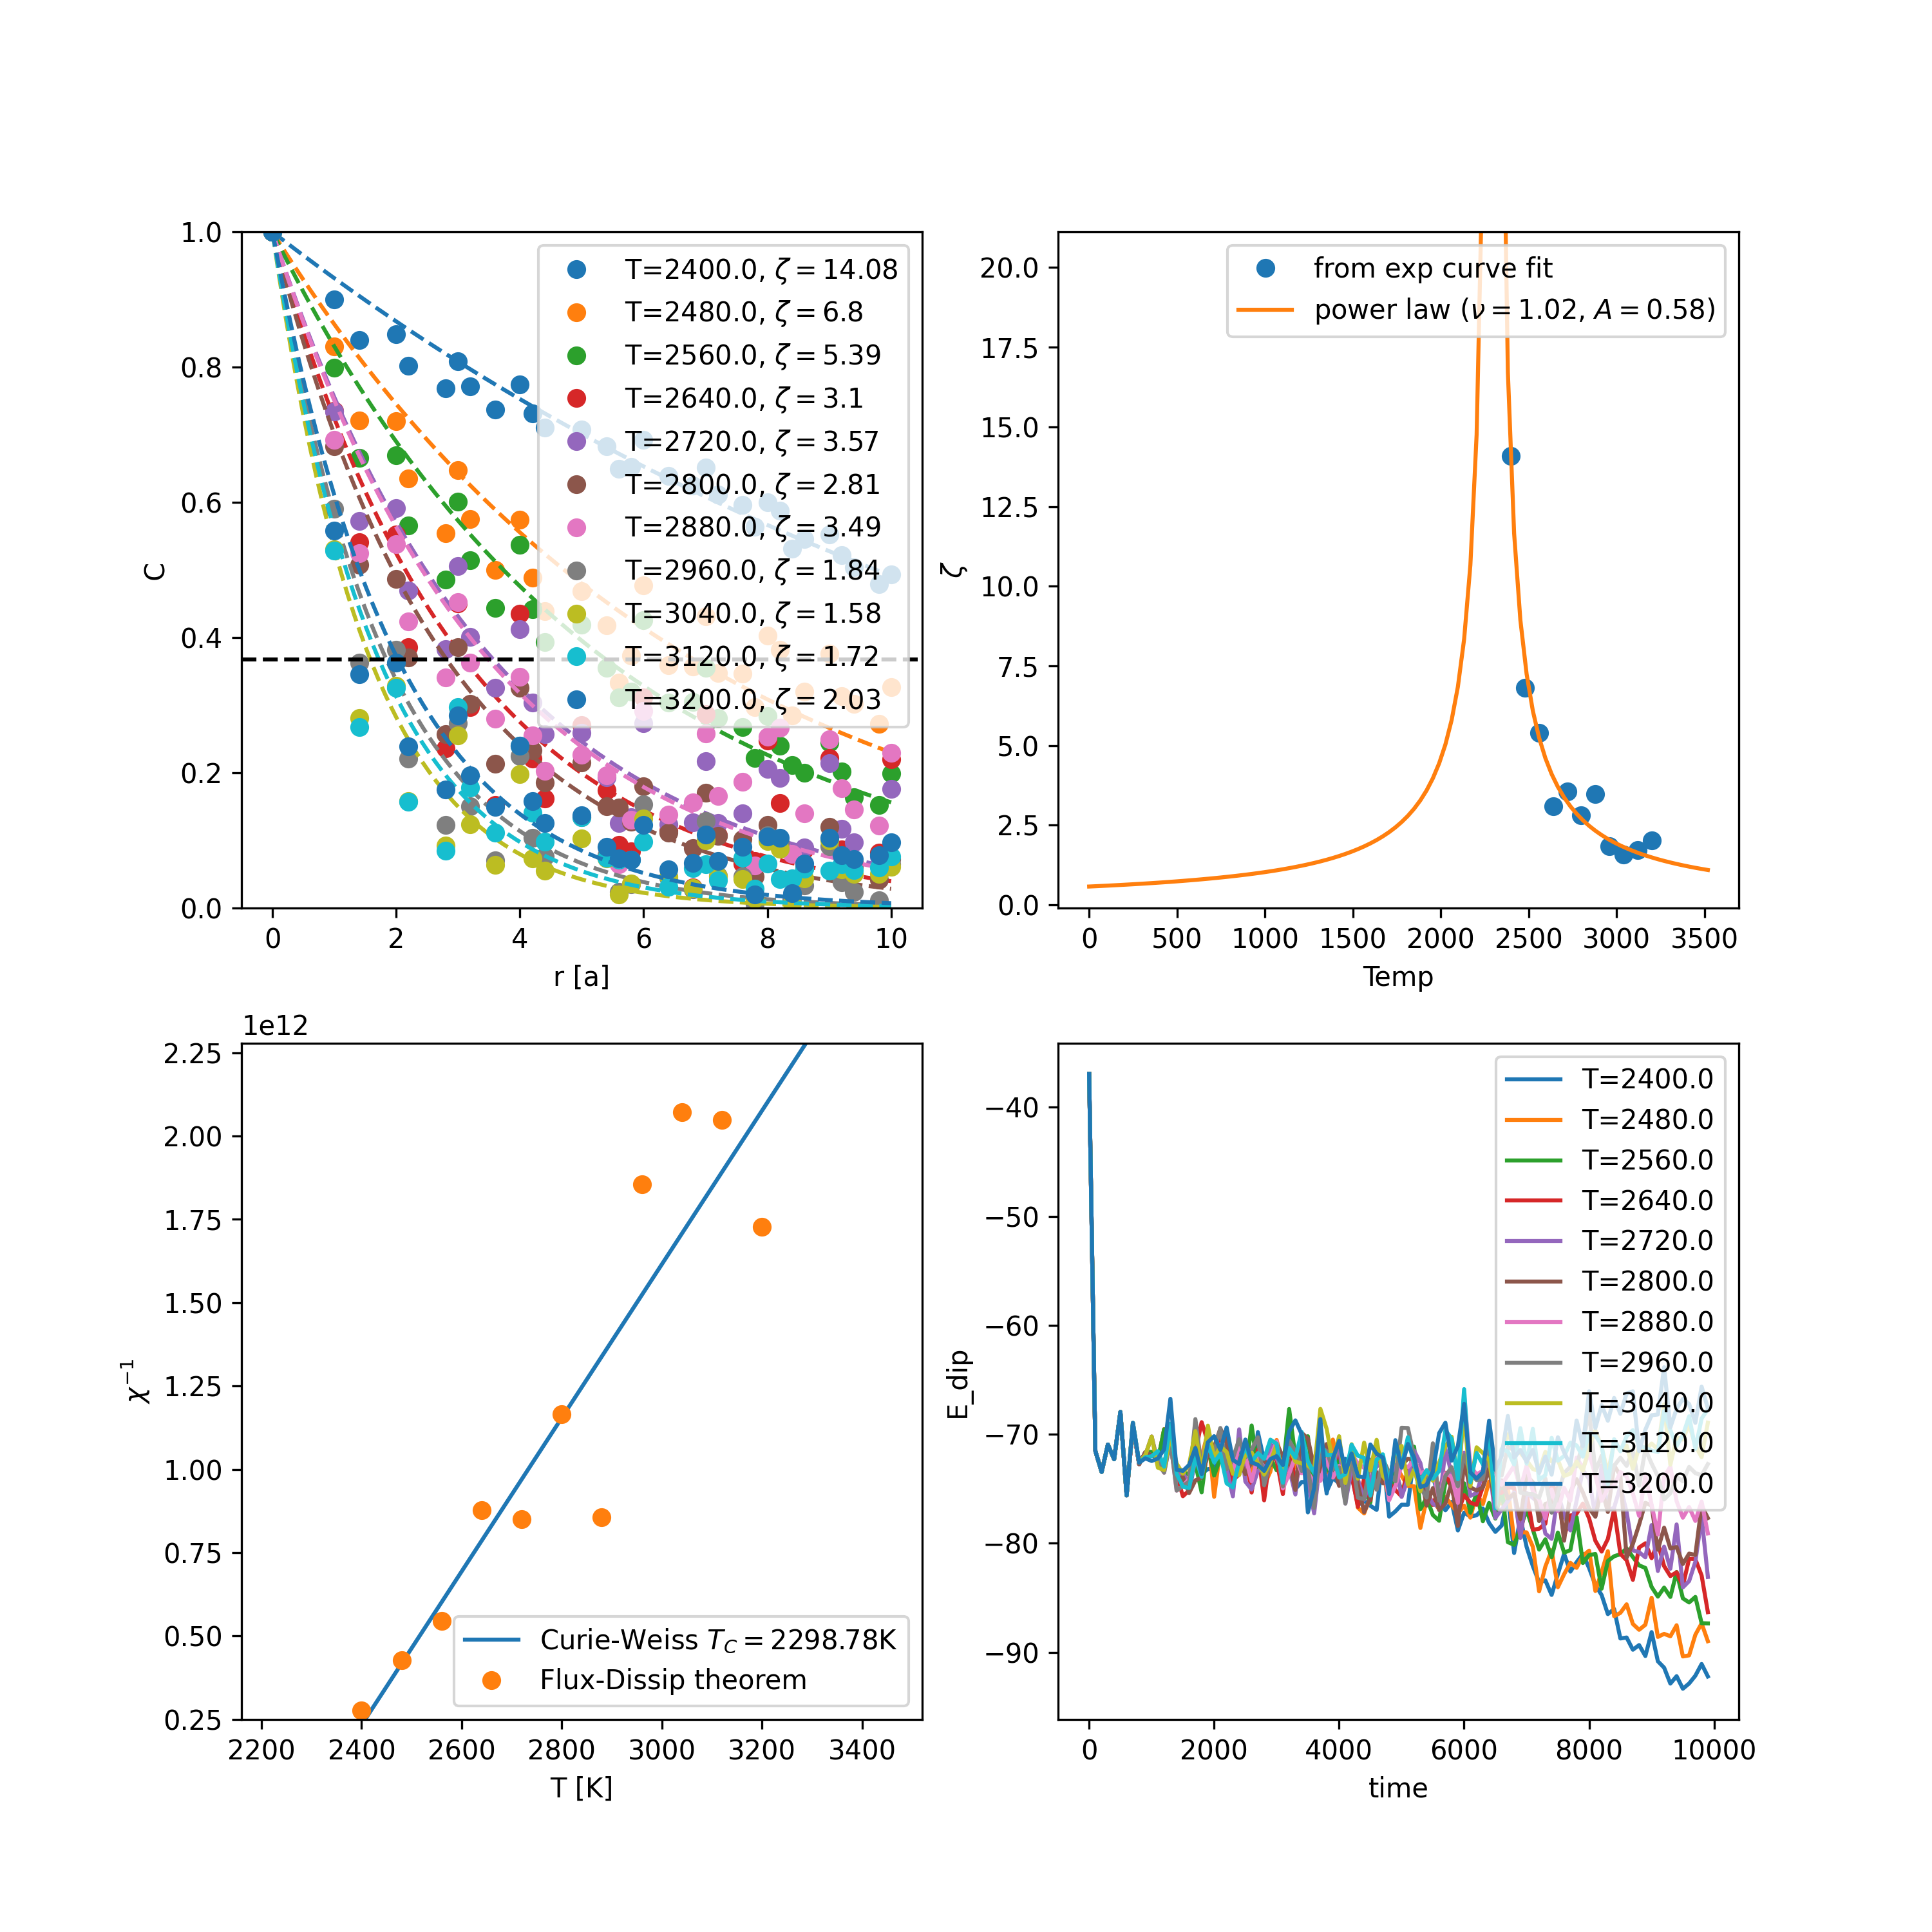 1.0
0.8
0.6
0.4
0.2
0.0
C
0 2 4 6 8 10
r [a]
T=2400.0, ζ = 14.08
T=2480.0, ζ = 6.8
T=2560.0, ζ = 5.39
T=2640.0, ζ = 3.1
T=2720.0, ζ = 3.57
T=2800.0, ζ = 2.81
T=2880.0, ζ = 3.49
T=2960.0, ζ = 1.84
T=3040.0, ζ = 1.58
T=3120.0, ζ = 1.72
T=3200.0, ζ = 2.03
20.0
17.5
15.0
12.5
10.0
7.5
5.0
2.5
0.0
ζ
0 500 1000 1500 2000 2500 3000 3500
Temp
from exp curve fit
power law (ν = 1.02, A = 0.58)
1e12
2.25
2.00
1.75
1.50
1.25
1.00
0.75
0.50
0.25
χ⁻¹
2200 2400 2600 2800 3000 3200 3400
T [K]
Curie-Weiss T_C = 2298.78K
Flux-Dissip theorem
−40
−50
−60
−70
−80
−90
E_dip
0 2000 4000 6000 8000 10000
time
T=2400.0
T=2480.0
T=2560.0
T=2640.0
T=2720.0
T=2800.0
T=2880.0
T=2960.0
T=3040.0
T=3120.0
T=3200.0